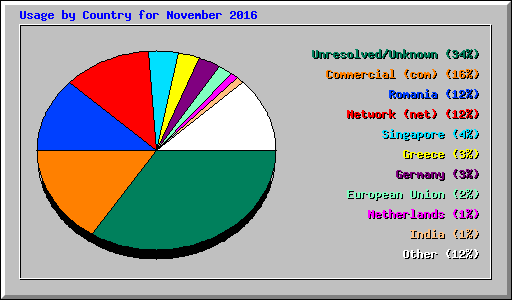 Usage by Country for November 2016
Unresolved/Unknown (34%)
Commercial (com) (16%)
Romania (12%)
Network (net) (12%)
Singapore (4%)
Greece (3%)
Germany (3%)
European Union (2%)
Netherlands (1%)
India (1%)
Other (12%)